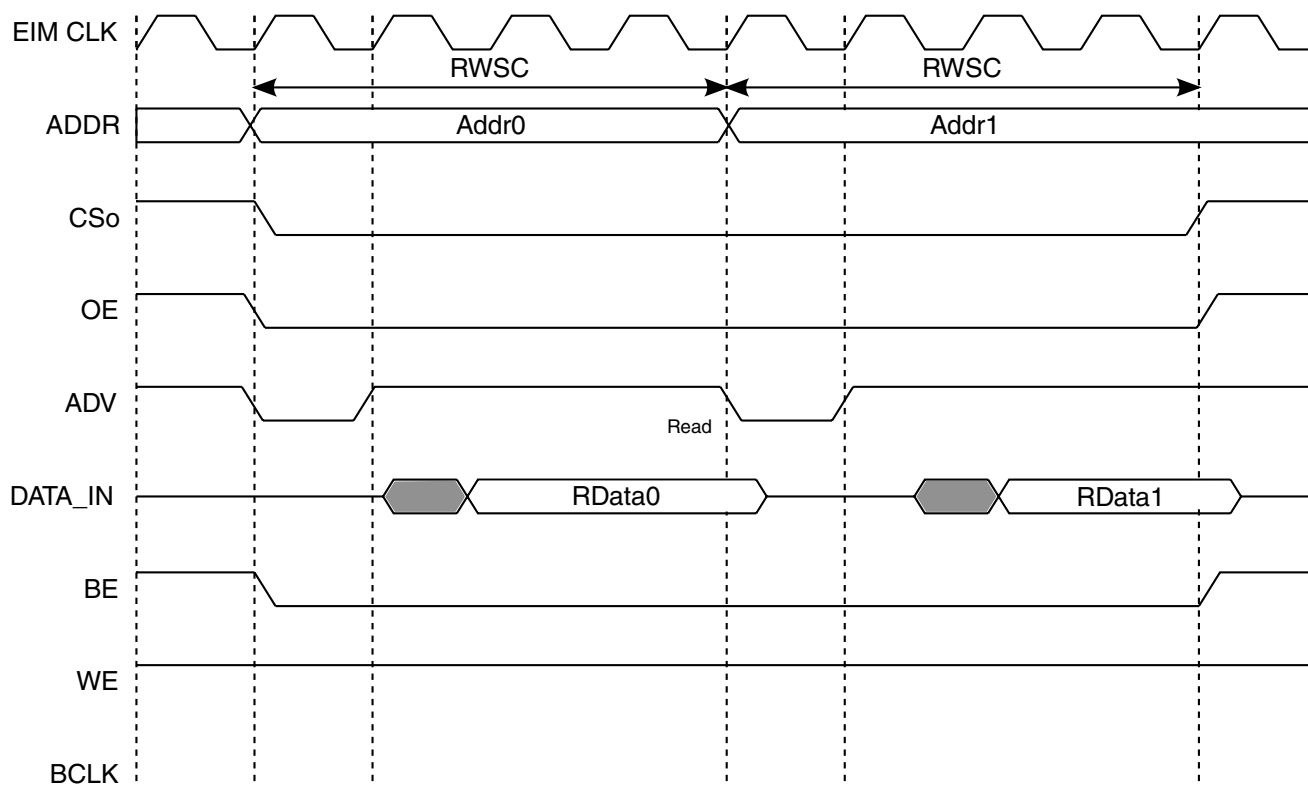 EIM CLK
RWSC RWSC
ADDR Addr0 Addr1
CSo
OE
ADV
Read
DATA_IN RData0 RData1
BE
WE
BCLK